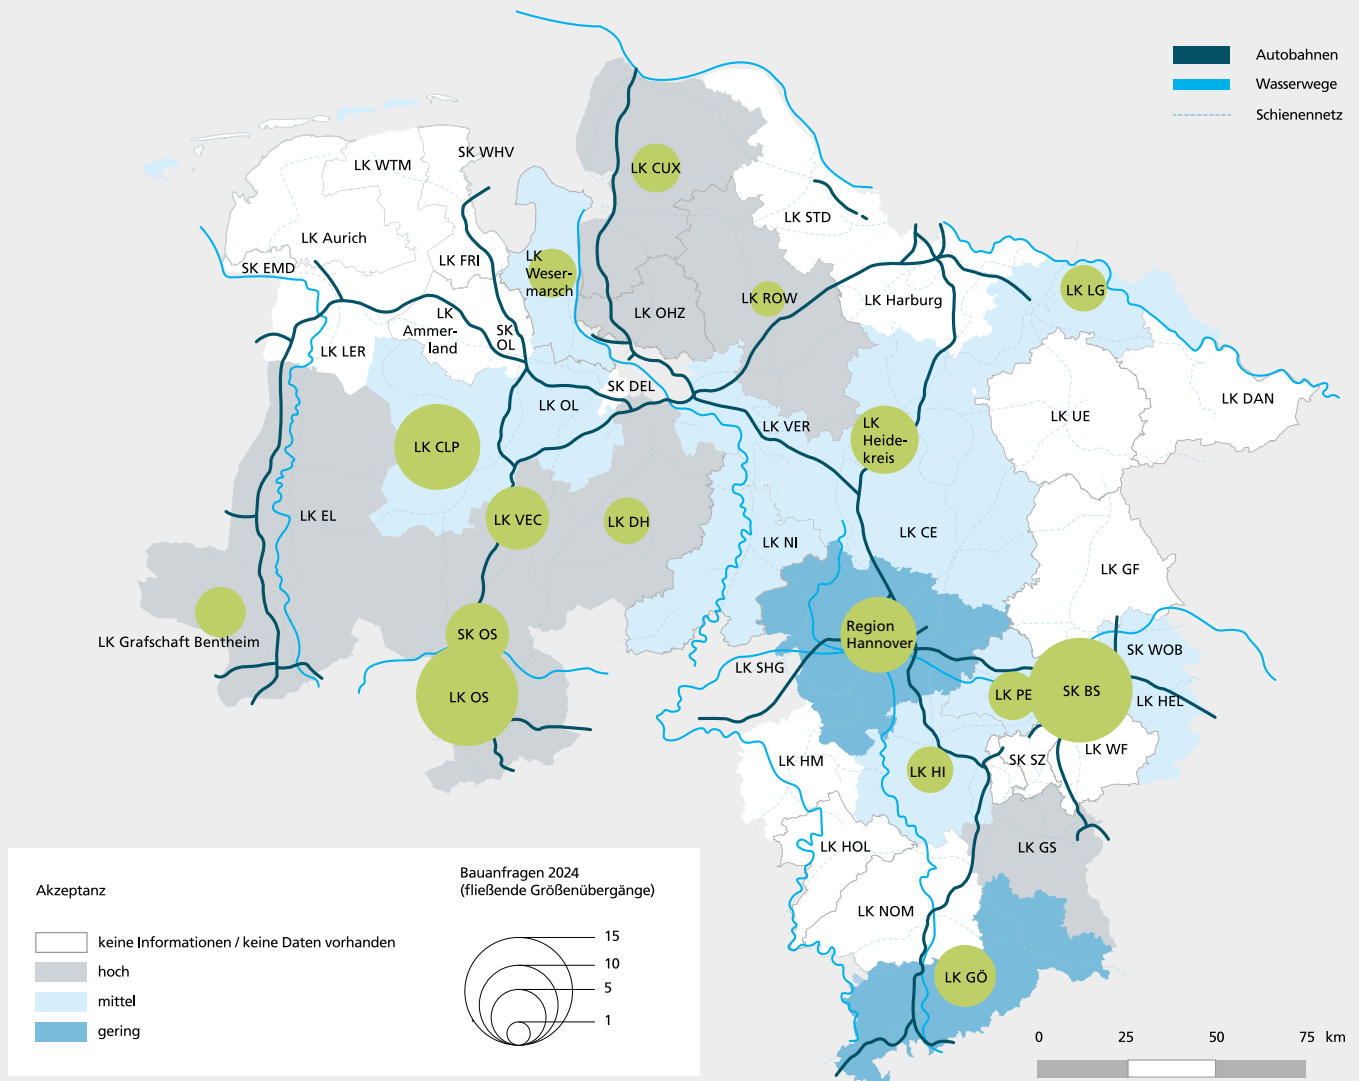 Autobahnen
Wasserwege
Schienennetz
SK WHV
LK WTM
LK CUX
LK STD
LK Aurich
LK FRI
SK EMD
LK
Weser-
marsch
LK ROW
LK OHZ
LK Harburg
LK LG
LK
Ammer-
land
SK
OL
LK LER
SK DEL
LK OL
LK DAN
LK UE
LK VER
LK
Heide-
kreis
LK CLP
LK EL
LK VEC
LK DH
LK NI
LK CE
LK GF
LK Grafschaft Bentheim
SK OS
Region
Hannover
SK WOB
LK SHG
LK OS
LK PE
SK BS
LK HEL
LK HM
LK HI
SK SZ
LK WF
LK HOL
LK GS
LK NOM
LK GÖ
Akzeptanz
keine Informationen / keine Daten vorhanden
hoch
mittel
gering
Bauanfragen 2024
(fließende Größenübergänge)
15
10
5
1
0 25 50 75 km